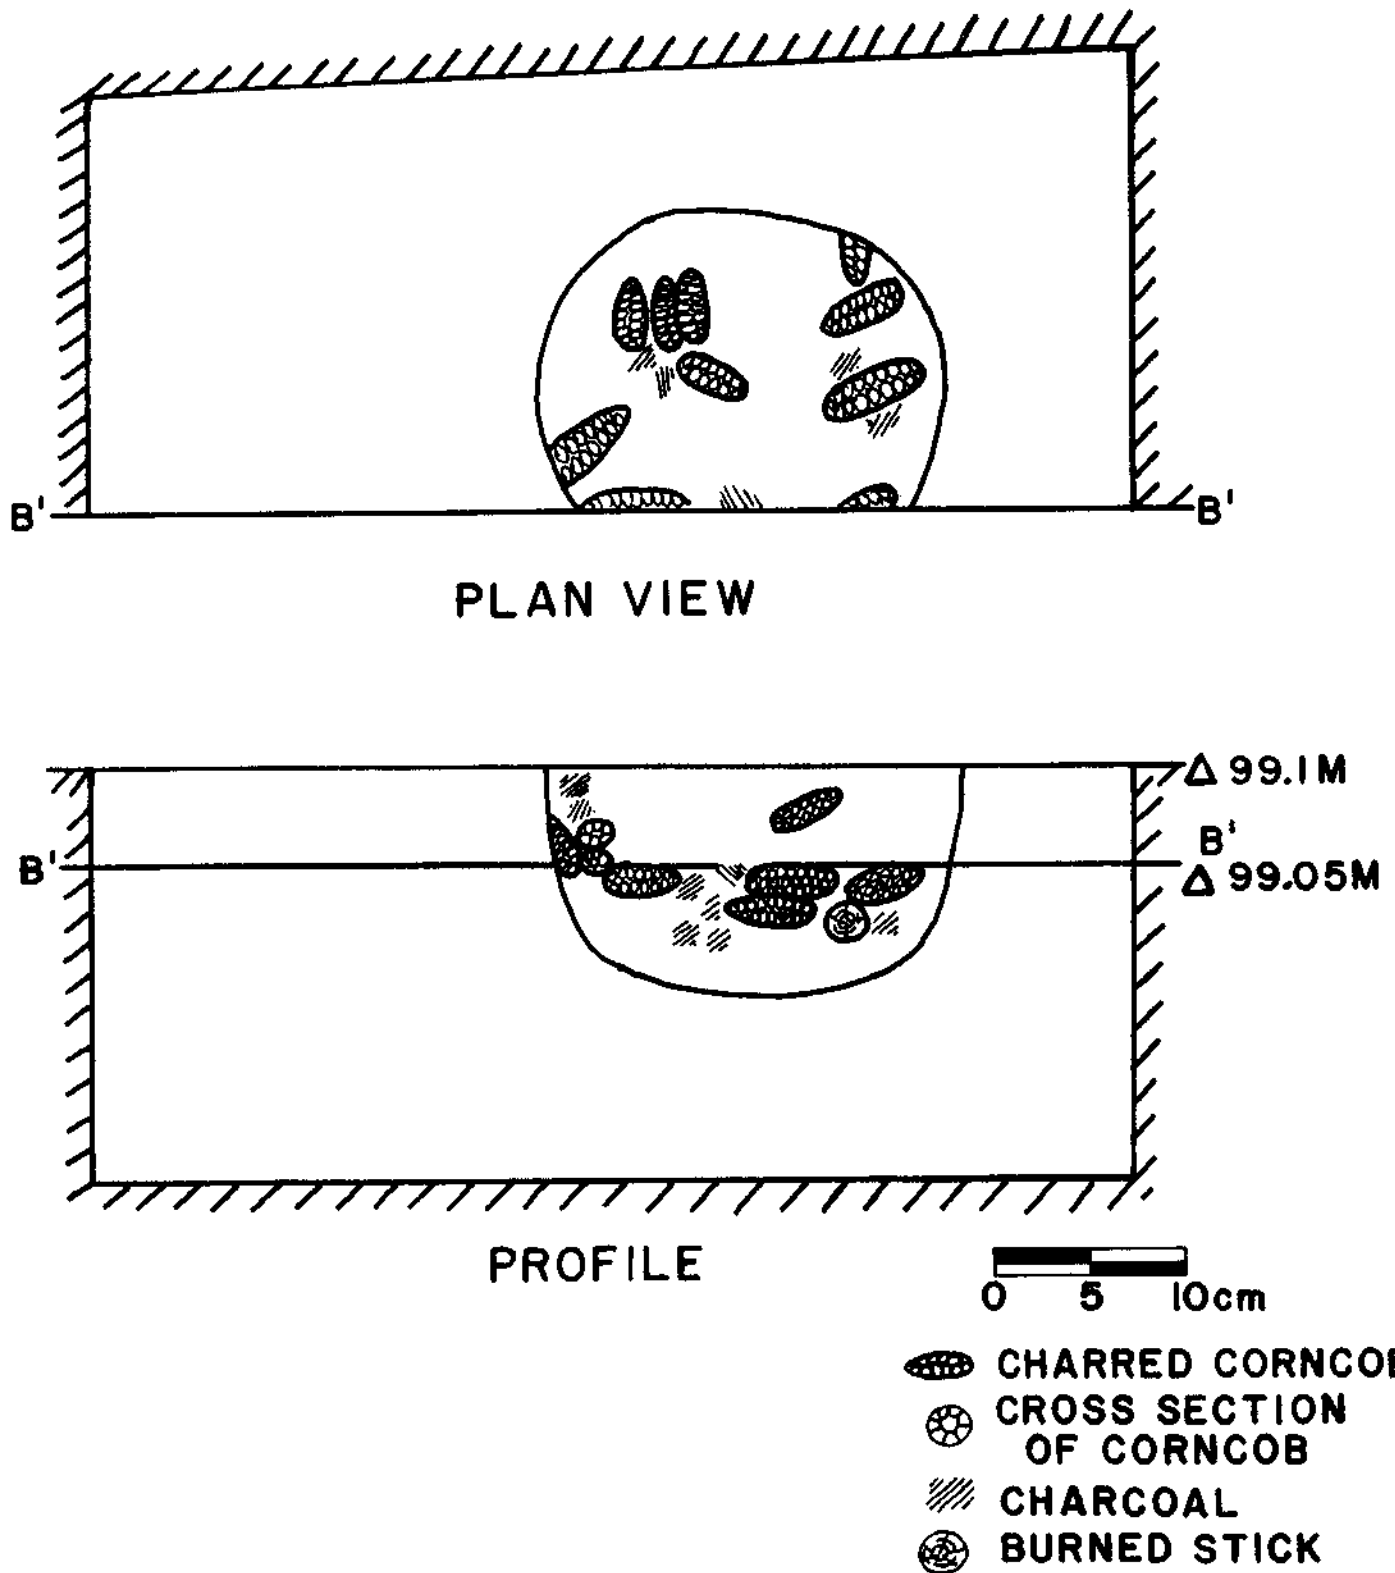 B' B'
PLAN VIEW
Δ 99.1M
B' B'
Δ 99.05M
PROFILE
0 5 10cm
CHARRED CORNCO
CROSS SECTION
OF CORNCOB
CHARCOAL
BURNED STICK